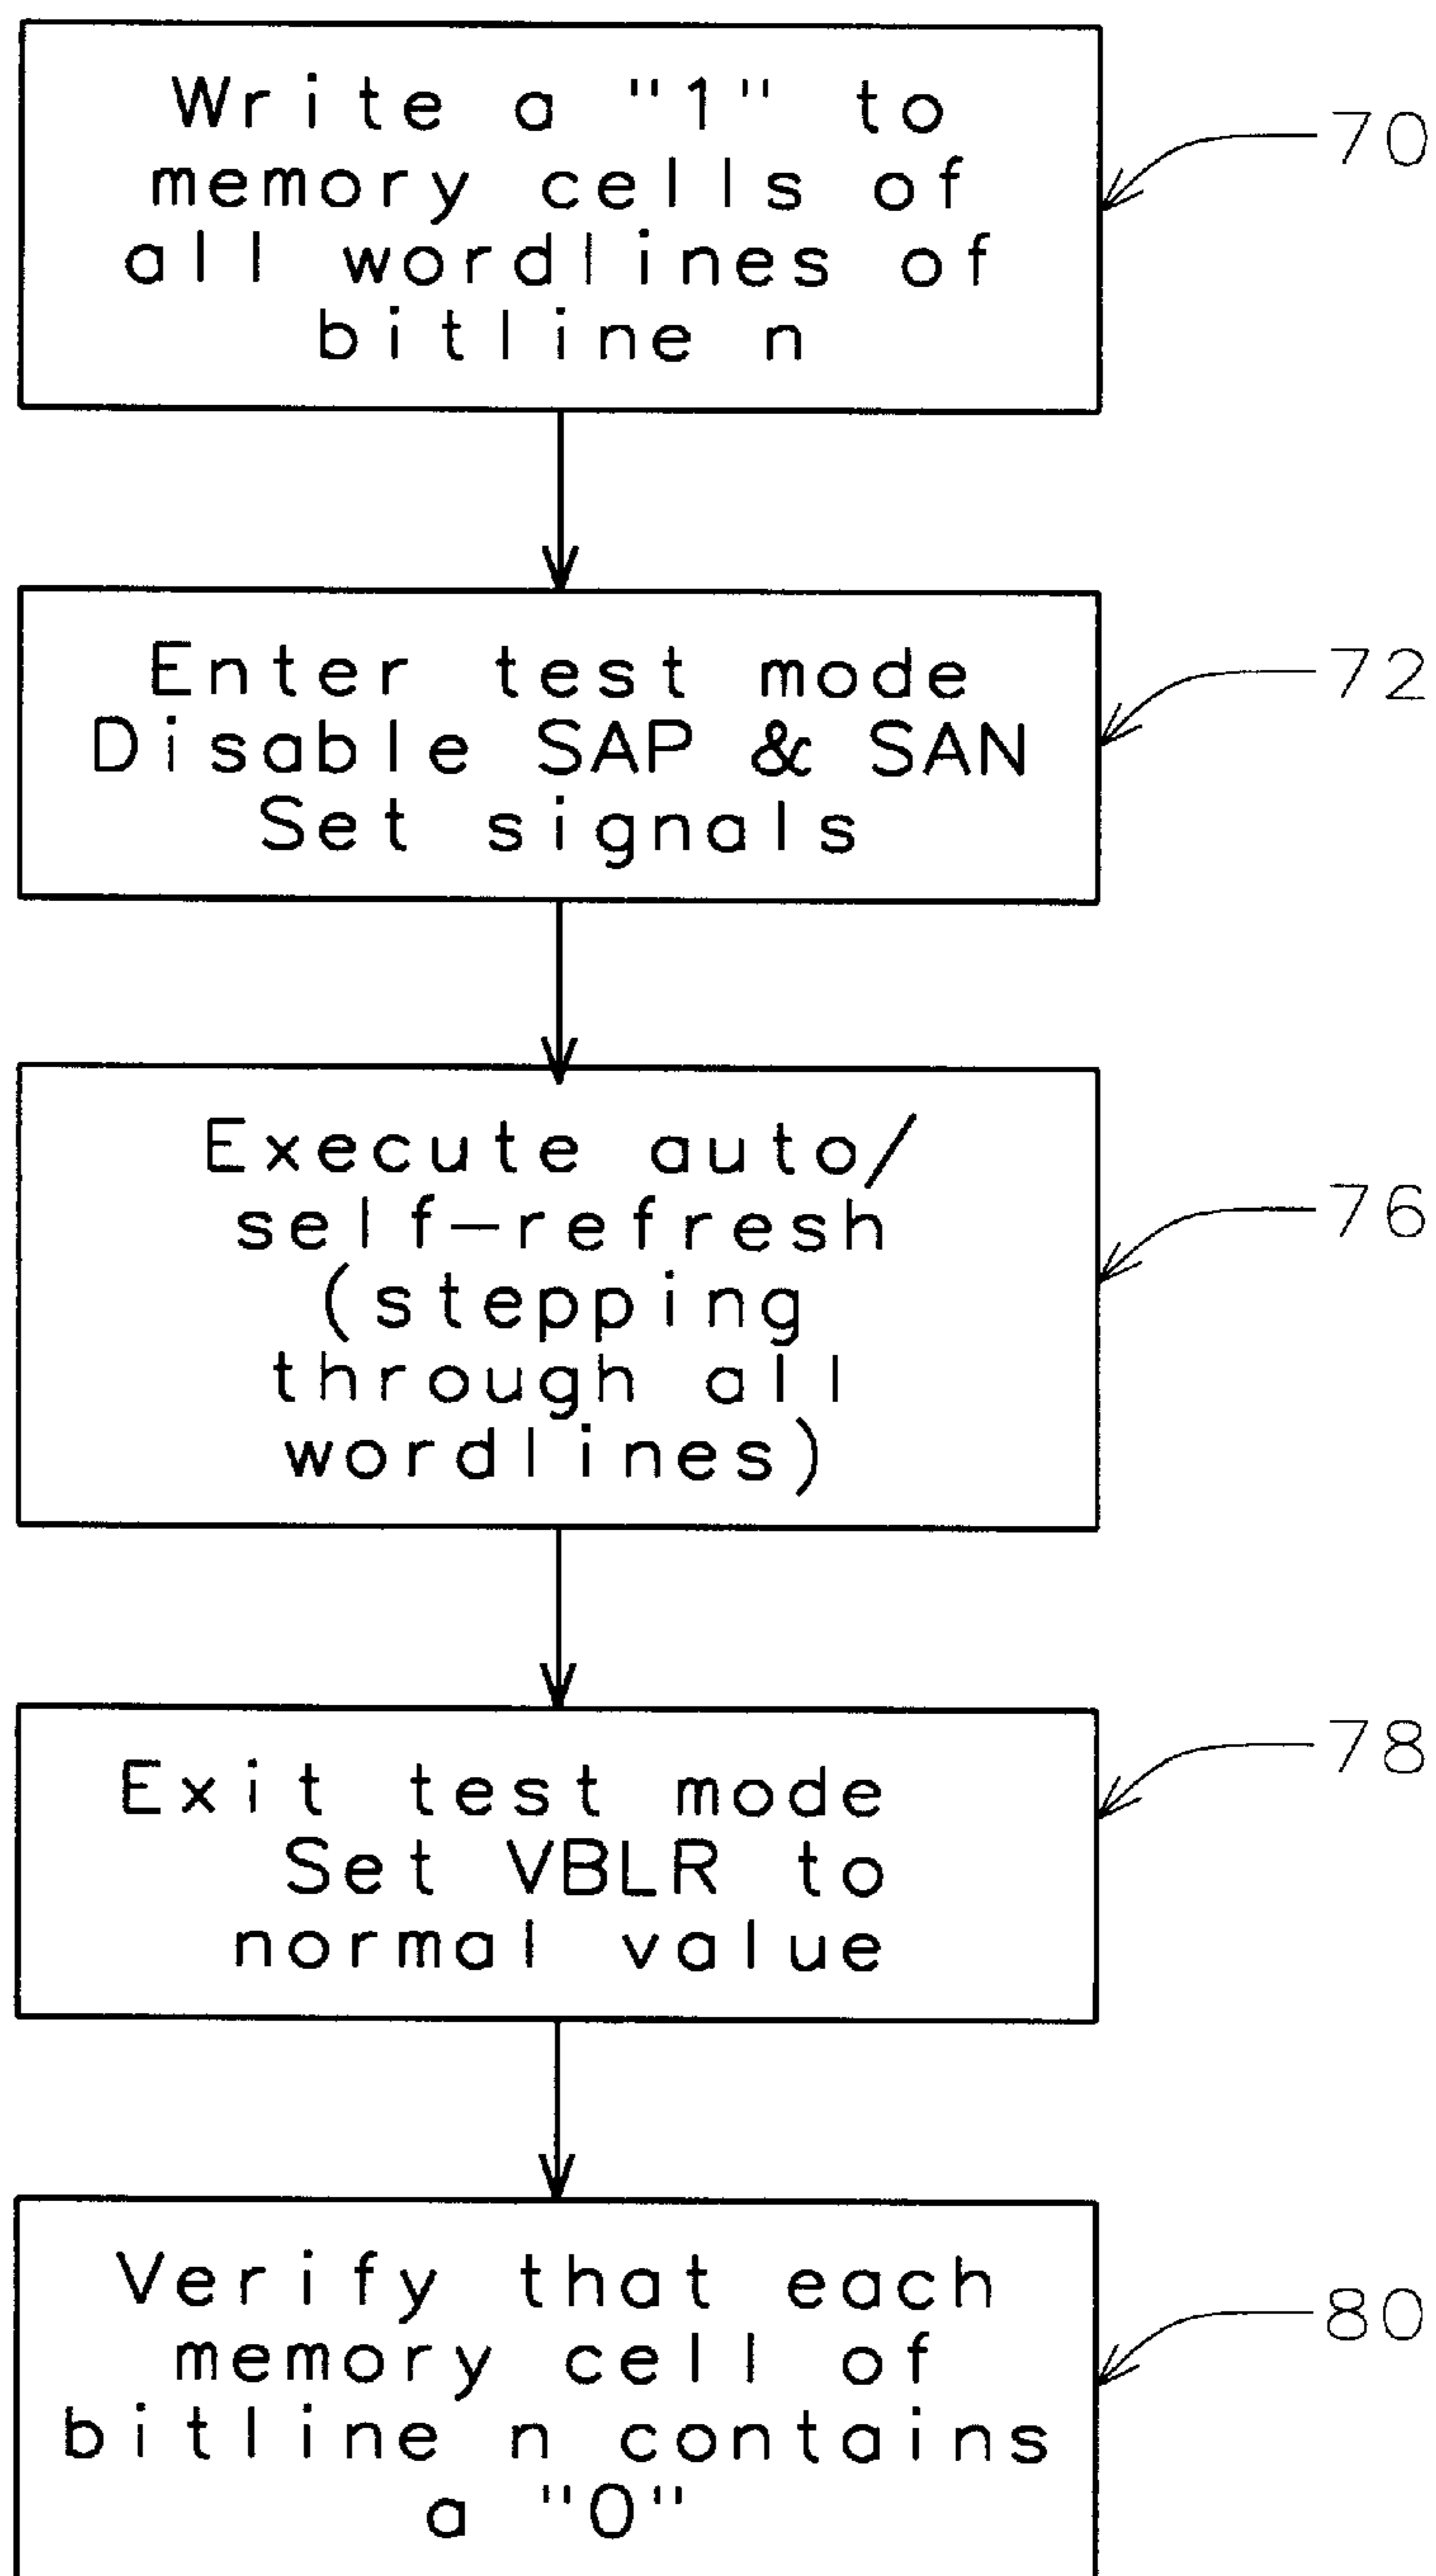 Write a "1" to
memory cells of
all wordlines of
bitline n
70
Enter test mode
Disable SAP & SAN
Set signals
72
Execute auto/
self-refresh
(stepping
through all
wordlines)
76
Exit test mode
Set VBLR to
normal value
78
Verify that each
memory cell of
bitline n contains
a "0"
80